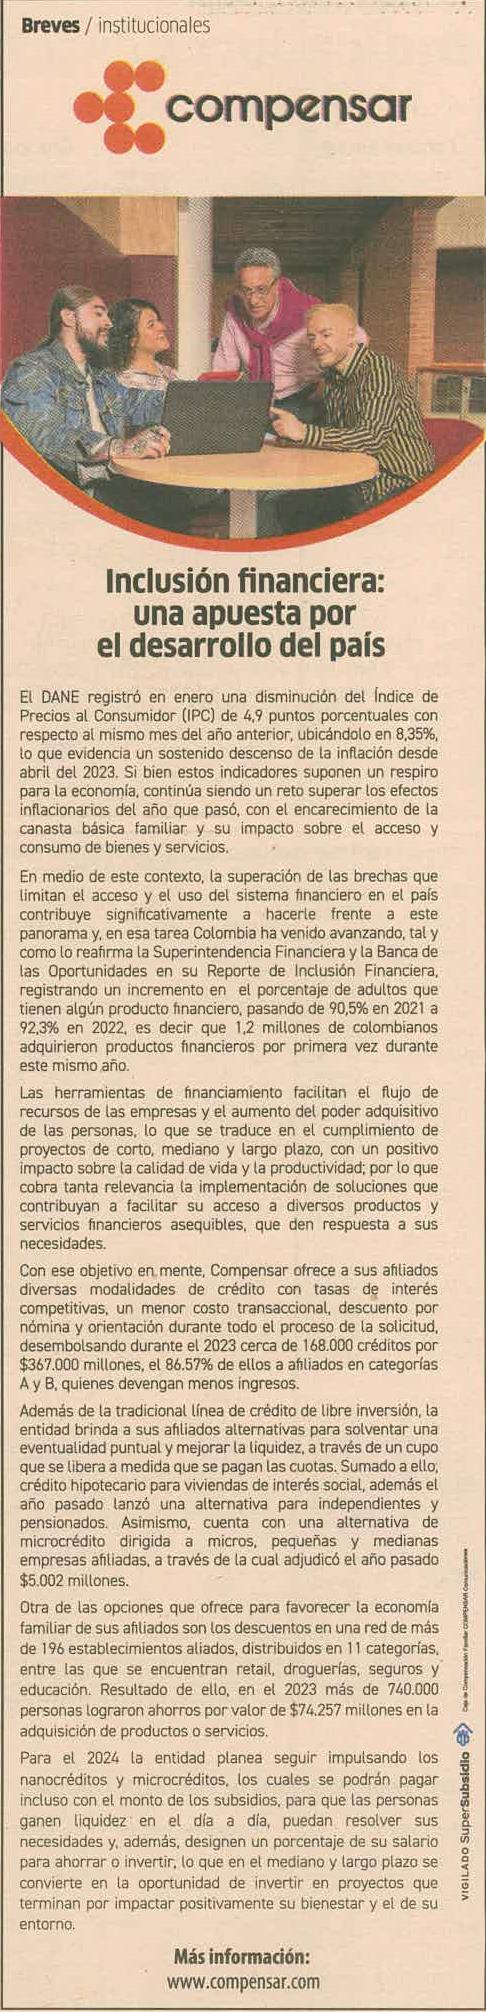 Breves / institucionales
compensar
Inclusión financiera:
una apuesta por
el desarrollo del país
El DANE registró en enero una disminución del Índice de
Precios al Consumidor (IPC) de 4,9 puntos porcentuales con
respecto al mismo mes del año anterior, ubicándolo en 8,35%,
lo que evidencia un sostenido descenso de la inflación desde
abril del 2023. Si bien estos indicadores suponen un respiro
para la economía, continúa siendo un reto superar los efectos
inflacionarios del año que pasó, con el encarecimiento de la
canasta básica familiar y su impacto sobre el acceso y
consumo de bienes y servicios.
En medio de este contexto, la superación de las brechas que
limitan el acceso y el uso del sistema financiero en el país
contribuye significativamente a hacerle frente a este
panorama y, en esa tarea Colombia ha venido avanzando, tal y
como lo reafirma la Superintendencia Financiera y la Banca de
las Oportunidades en su Reporte de Inclusión Financiera,
registrando un incremento en el porcentaje de adultos que
tienen algún producto financiero, pasando de 90,5% en 2021 a
92,3% en 2022, es decir que 1,2 millones de colombianos
adquirieron productos financieros por primera vez durante
este mismo año.
Las herramientas de financiamiento facilitan el flujo de
recursos de las empresas y el aumento del poder adquisitivo
de las personas, lo que se traduce en el cumplimiento de
proyectos de corto, mediano y largo plazo, con un positivo
impacto sobre la calidad de vida y la productividad; por lo que
cobra tanta relevancia la implementación de soluciones que
contribuyan a facilitar su acceso a diversos productos y
servicios financieros asequibles, que den respuesta a sus
necesidades.
Con ese objetivo en mente, Compensar ofrece a sus afiliados
diversas modalidades de crédito con tasas de interés
competitivas, un menor costo transaccional, descuento por
nómina y orientación durante todo el proceso de la solicitud,
desembolsando durante el 2023 cerca de 168.000 créditos por
$367.000 millones, el 86.57% de ellos a afiliados en categorías
A y B, quienes devengan menos ingresos.
Además de la tradicional línea de crédito de libre inversión, la
entidad brinda a sus afiliados alternativas para solventar una
eventualidad puntual y mejorar la liquidez, a través de un cupo
que se libera a medida que se pagan las cuotas. Sumado a ello,
crédito hipotecario para viviendas de interés social, además el
año pasado lanzó una alternativa para independientes y
pensionados. Asimismo, cuenta con una alternativa de
microcrédito dirigida a micros, pequeñas y medianas
empresas afiliadas, a través de la cual adjudicó el año pasado
$5.002 millones.
Otra de las opciones que ofrece para favorecer la economía
familiar de sus afiliados son los descuentos en una red de más
de 196 establecimientos aliados, distribuidos en 11 categorías,
entre las que se encuentran retail, droguerías, seguros y
educación. Resultado de ello, en el 2023 más de 740.000
personas lograron ahorros por valor de $74.257 millones en la
adquisición de productos o servicios.
Para el 2024 la entidad planea seguir impulsando los
nanocréditos y microcréditos, los cuales se podrán pagar
incluso con el monto de los subsidios, para que las personas
ganen liquidez en el día a día, puedan resolver sus
necesidades y, además, designen un porcentaje de su salario
para ahorrar o invertir, lo que en el mediano y largo plazo se
convierte en la oportunidad de invertir en proyectos que
terminan por impactar positivamente su bienestar y el de su
entorno.
Más información:
www.compensar.com
VIGILADO SuperSubsidio
Caja de Compensación Familiar COMPENSAR Comunicaciones